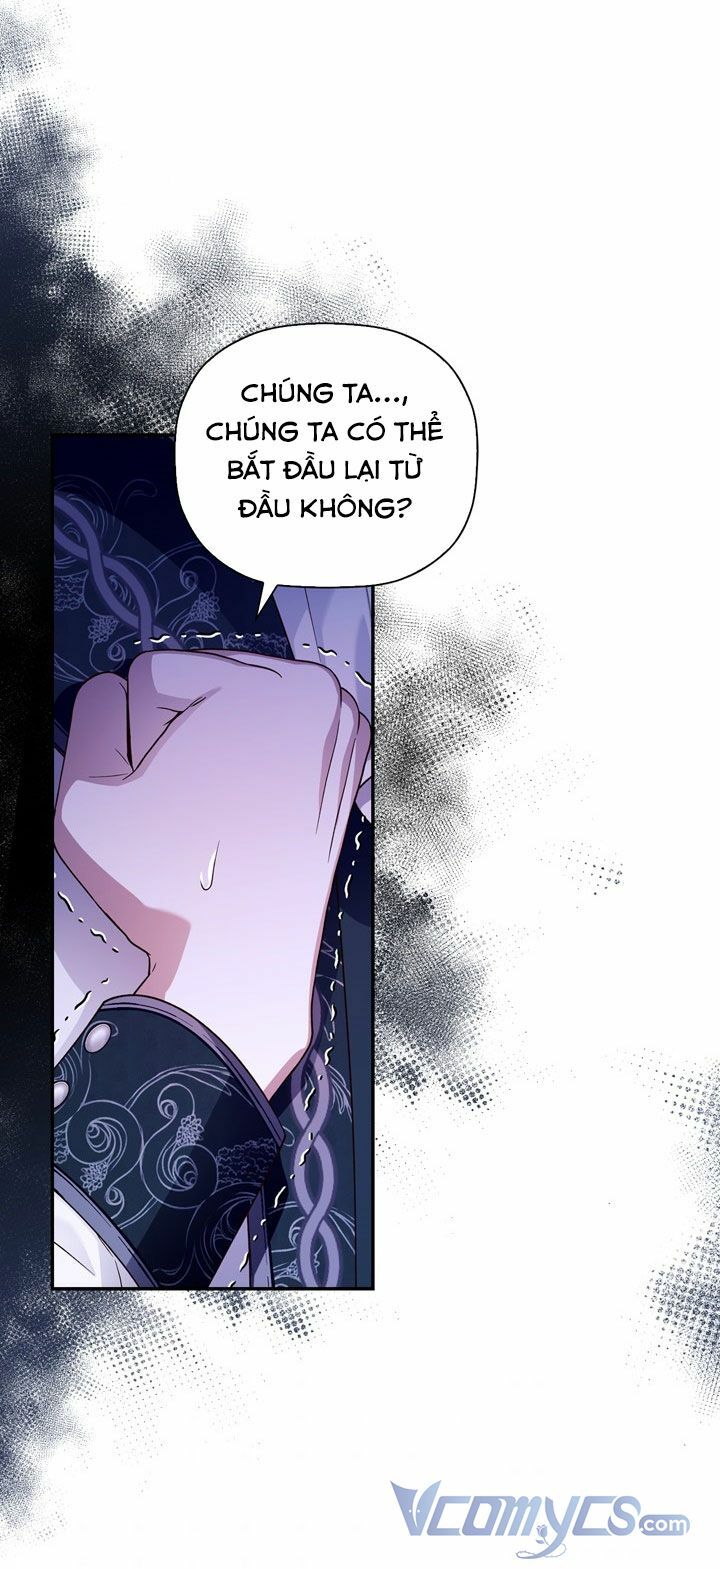 CHÚNG TA...,
CHÚNG TA CÓ THỂ
BẮT ĐẦU LẠI TỪ
ĐẦU KHÔNG?
VCOMYCS.com